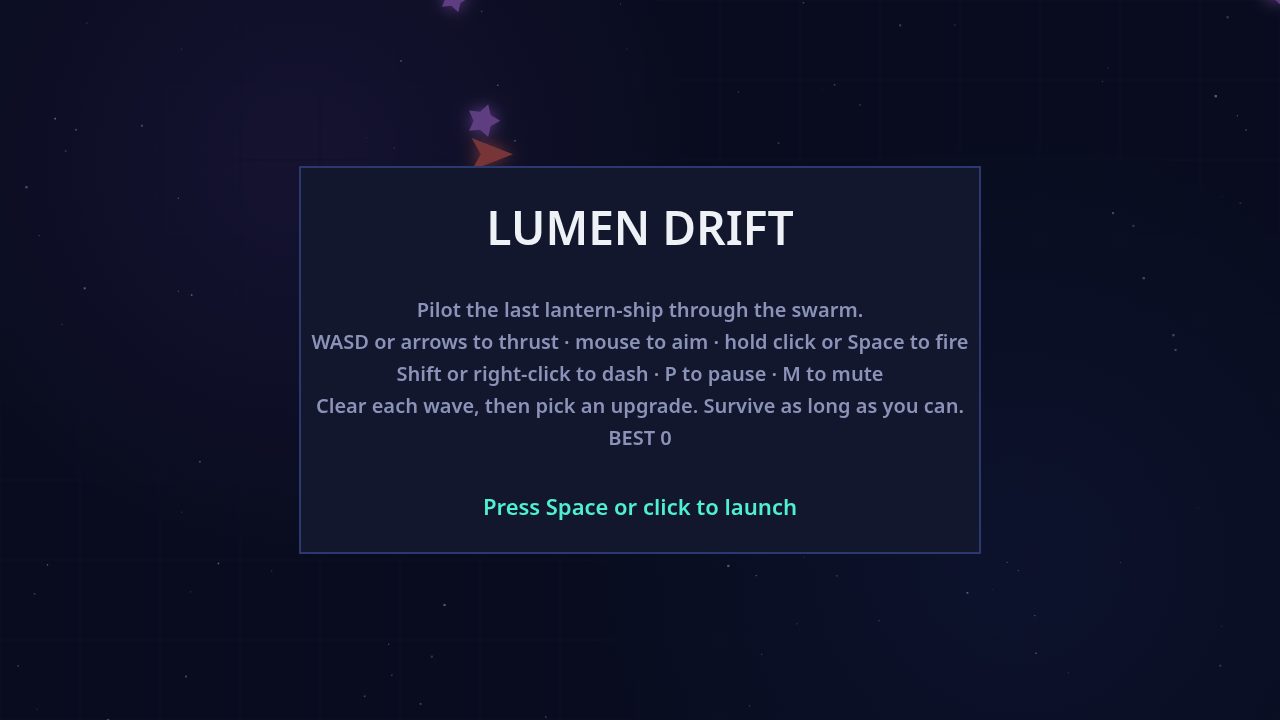 LUMEN DRIFT
Pilot the last lantern-ship through the swarm.
WASD or arrows to thrust · mouse to aim · hold click or Space to fire
Shift or right-click to dash · P to pause · M to mute
Clear each wave, then pick an upgrade. Survive as long as you can.
BEST 0
Press Space or click to launch